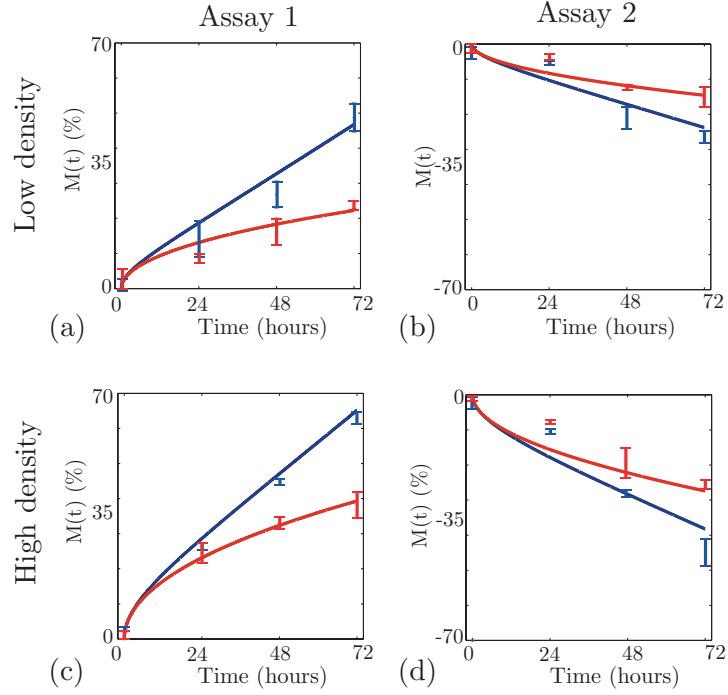 Assay 1
Assay 2
Low density
70
35
0
M(t) (%)
0
24
48
72
Time (hours)
(a)
0
-35
-70
M(t)
0
24
48
72
Time (hours)
(b)
High density
70
35
0
M(t) (%)
0
24
48
72
Time (hours)
(c)
0
-35
-70
M(t) (%)
0
24
48
72
Time (hours)
(d)